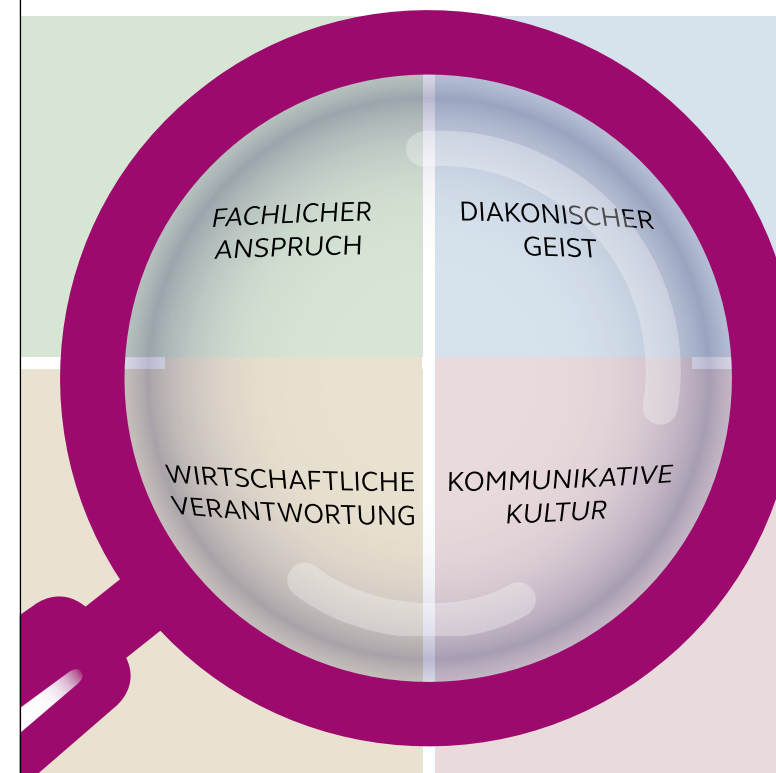 FACHLICHER
ANSPRUCH
DIAKONISCHER
GEIST
WIRTSCHAFTLICHE
VERANTWORTUNG
KOMMUNIKATIVE
KULTUR